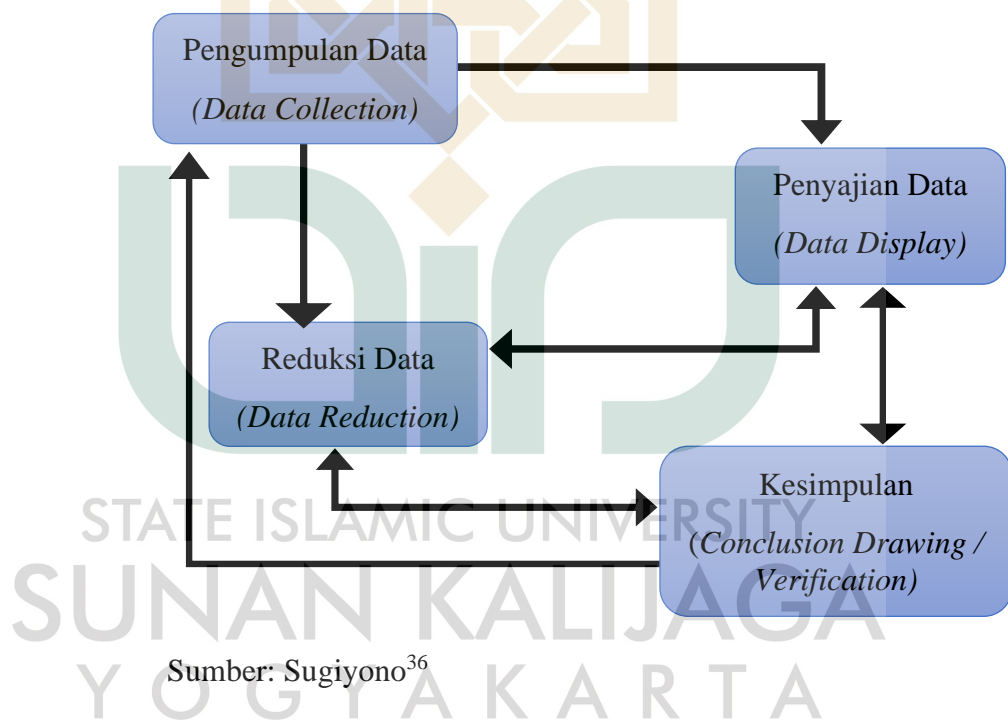 Pengumpulan Data
(Data Collection)
Penyajian Data
(Data Display)
Reduksi Data
(Data Reduction)
Kesimpulan
(Conclusion Drawing /
Verification)
STATE ISLAMIC UNIVERSITY
SUNAN KALIJAGA
Sumber: Sugiyono³⁶
YOGYAKARTA